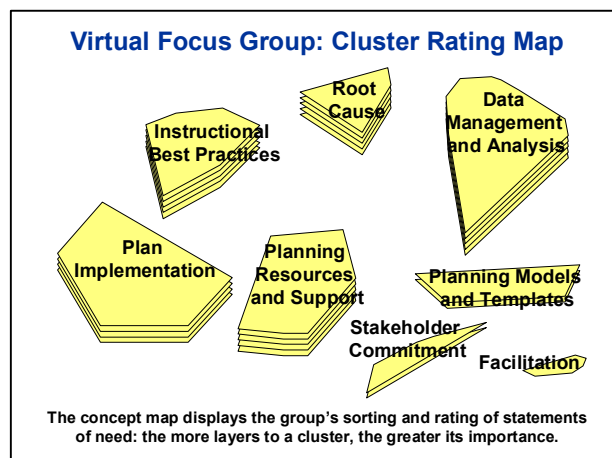 Virtual Focus Group: Cluster Rating Map
Root
Cause
Data
Management
and Analysis
Instructional
Best Practices
Plan
Implementation
Planning
Resources
and Support
Planning Models
and Templates
Stakeholder
Commitment
Facilitation
The concept map displays the group's sorting and rating of statements
of need: the more layers to a cluster, the greater its importance.